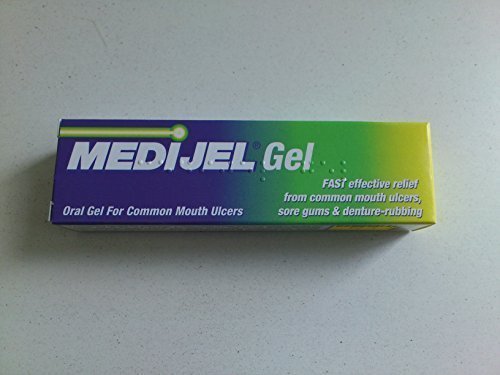 MEDIJEL® Gel
FAST effective relief
from common mouth ulcers,
sore gums & denture-rubbing
Oral Gel For Common Mouth Ulcers